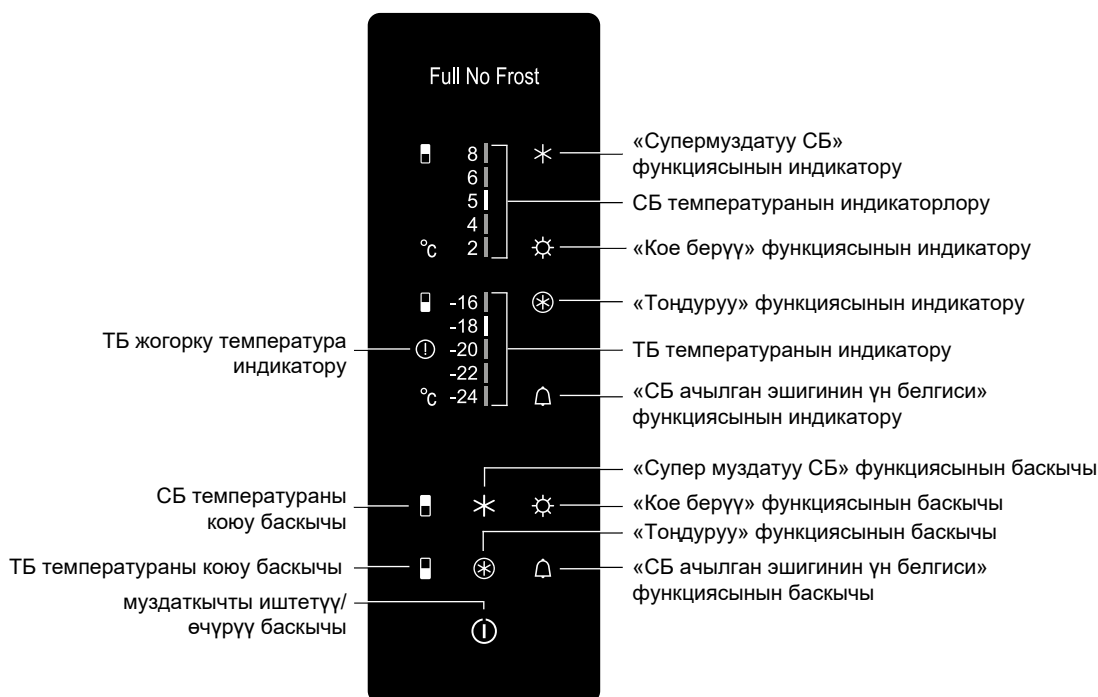 Full No Frost
8
6
5
4
°C 2
-16
-18
-20
-22
°C -24
«Супермуздатуу СБ»
функциясынын индикатору
СБ температуранын индикаторлору
«Кое берүү» функциясынын индикатору
«Тоңдуруу» функциясынын индикатору
ТБ жогорку температура
индикатору
ТБ температуранын индикатору
«СБ ачылган эшигинин үн белгиси»
функциясынын индикатору
«Супер муздатуу СБ» функциясынын баскычы
СБ температураны
коюу баскычы
«Кое берүү» функциясынын баскычы
«Тоңдуруу» функциясынын баскычы
ТБ температураны коюу баскычы
«СБ ачылган эшигинин үн белгиси»
функциясынын баскычы
муздаткычты иштетүү/
өчүрүү баскычы